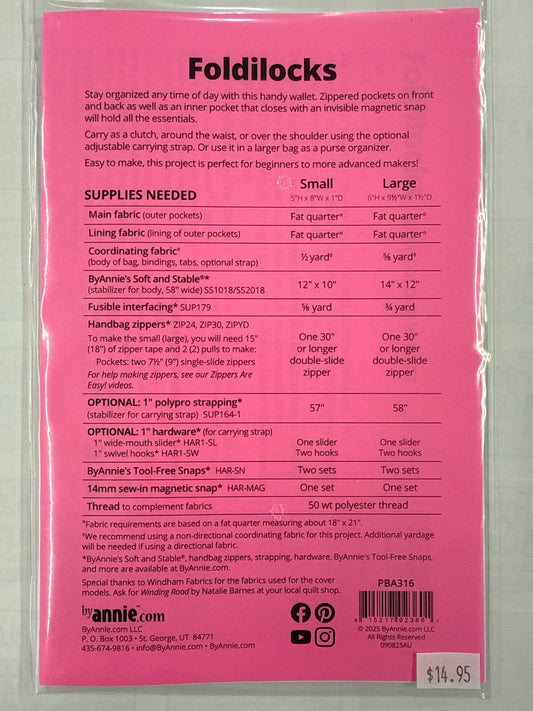 Foldilocks
Stay organized any time of day with this handy wallet. Zippered pockets on front
and back as well as an inner pocket that closes with an invisible magnetic snap
will hold all the essentials.
Carry as a clutch, around the waist, or over the shoulder using the optional
adjustable carrying strap. Or use it in a larger bag as a purse organizer.
Easy to make, this project is perfect for beginners to more advanced makers!
SUPPLIES NEEDED
Small
5"H x 8"W x 1"D
Large
6"H x 9½"W x 1½"D
Main fabric (outer pockets) Fat quarter# Fat quarter#
Lining fabric (lining of outer pockets) Fat quarter# Fat quarter#
Coordinating fabric◊
(body of bag, bindings, tabs, optional strap) ½ yard◊ ⅝ yard◊
ByAnnie's Soft and Stable®*
(stabilizer for body, 58" wide) SS1018/SS2018 12" x 10" 14" x 12"
Fusible interfacing* SUP179 ⅝ yard ¾ yard
Handbag zippers* ZIP24, ZIP30, ZIPYD
To make the small (large), you will need 15"
(18") of zipper tape and 2 (2) pulls to make:
Pockets: two 7½" (9") single-slide zippers
For help making zippers, see our Zippers Are
Easy! videos.
One 30"
or longer
double-slide
zipper
One 30"
or longer
double-slide
zipper
OPTIONAL: 1" polypro strapping*
(stabilizer for carrying strap) SUP164-1 57" 58"
OPTIONAL: 1" hardware* (for carrying strap)
1" wide-mouth slider* HAR1-SL One slider One slider
1" swivel hooks* HAR1-SW Two hooks Two hooks
ByAnnie's Tool-Free Snaps* HAR-SN Two sets Two sets
14mm sew-in magnetic snap* HAR-MAG One set One set
Thread to complement fabrics 50 wt polyester thread
#Fabric requirements are based on a fat quarter measuring about 18" x 21".
◊We recommend using a non-directional coordinating fabric for this project. Additional yardage
will be needed if using a directional fabric.
*ByAnnie's Soft and Stable®, handbag zippers, strapping, hardware, ByAnnie's Tool-Free Snaps,
and more are available at ByAnnie.com.
Special thanks to Windham Fabrics for the fabrics used for the cover
models. Ask for Winding Road by Natalie Barnes at your local quilt shop.
PBA316
byannie.com
ByAnnie.com LLC
P. O. Box 1003 • St. George, UT 84771
435-674-9816 • info@ByAnnie.com • ByAnnie.com
8 15217 02360 8
© 2025 ByAnnie.com LLC
All Rights Reserved
090825AU
$14.95